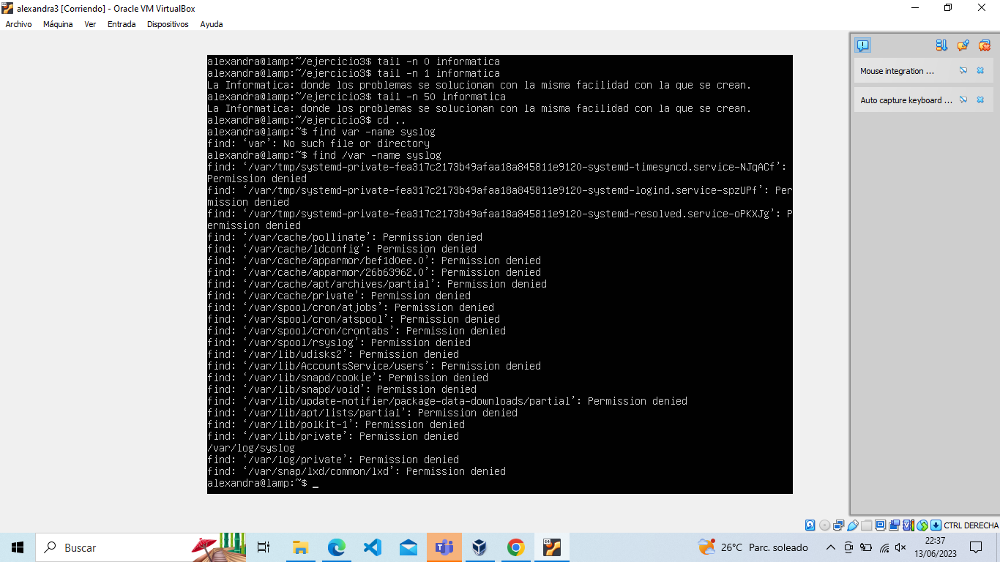 alexandra3 [Corriendo] - Oracle VM VirtualBox
Archivo Máquina Ver Entrada Dispositivos Ayuda
Mouse integration ...
Auto capture keyboard ...
alexandra@lamp:~/ejercicio3$ tail -n 0 informatica
alexandra@lamp:~/ejercicio3$ tail -n 1 informatica
La Informatica: donde los problemas se solucionan con la misma facilidad con la que se crean.
alexandra@lamp:~/ejercicio3$ tail -n 50 informatica
La Informatica: donde los problemas se solucionan con la misma facilidad con la que se crean.
alexandra@lamp:~/ejercicio3$ cd ..
alexandra@lamp:~$ find var -name syslog
find: ‘var’: No such file or directory
alexandra@lamp:~$ find /var -name syslog
find: ‘/var/tmp/systemd-private-fea317c2173b49afaa18a845811e9120-systemd-timesyncd.service-NJqACf’:
Permission denied
find: ‘/var/tmp/systemd-private-fea317c2173b49afaa18a845811e9120-systemd-logind.service-spzUPf’: Per
mission denied
find: ‘/var/tmp/systemd-private-fea317c2173b49afaa18a845811e9120-systemd-resolved.service-oPKXJg’: P
ermission denied
find: ‘/var/cache/pollinate’: Permission denied
find: ‘/var/cache/ldconfig’: Permission denied
find: ‘/var/cache/apparmor/bef1d0ee.0’: Permission denied
find: ‘/var/cache/apparmor/26b63962.0’: Permission denied
find: ‘/var/cache/apt/archives/partial’: Permission denied
find: ‘/var/cache/private’: Permission denied
find: ‘/var/spool/cron/atjobs’: Permission denied
find: ‘/var/spool/cron/atspool’: Permission denied
find: ‘/var/spool/cron/crontabs’: Permission denied
find: ‘/var/spool/rsyslog’: Permission denied
find: ‘/var/lib/udisks2’: Permission denied
find: ‘/var/lib/AccountsService/users’: Permission denied
find: ‘/var/lib/snapd/cookie’: Permission denied
find: ‘/var/lib/snapd/void’: Permission denied
find: ‘/var/lib/update-notifier/package-data-downloads/partial’: Permission denied
find: ‘/var/lib/apt/lists/partial’: Permission denied
find: ‘/var/lib/polkit-1’: Permission denied
find: ‘/var/lib/private’: Permission denied
/var/log/syslog
find: ‘/var/log/private’: Permission denied
find: ‘/var/snap/lxd/common/lxd’: Permission denied
alexandra@lamp:~$ _
CTRL DERECHA
Buscar
26°C Parc. soleado
22:37
13/06/2023